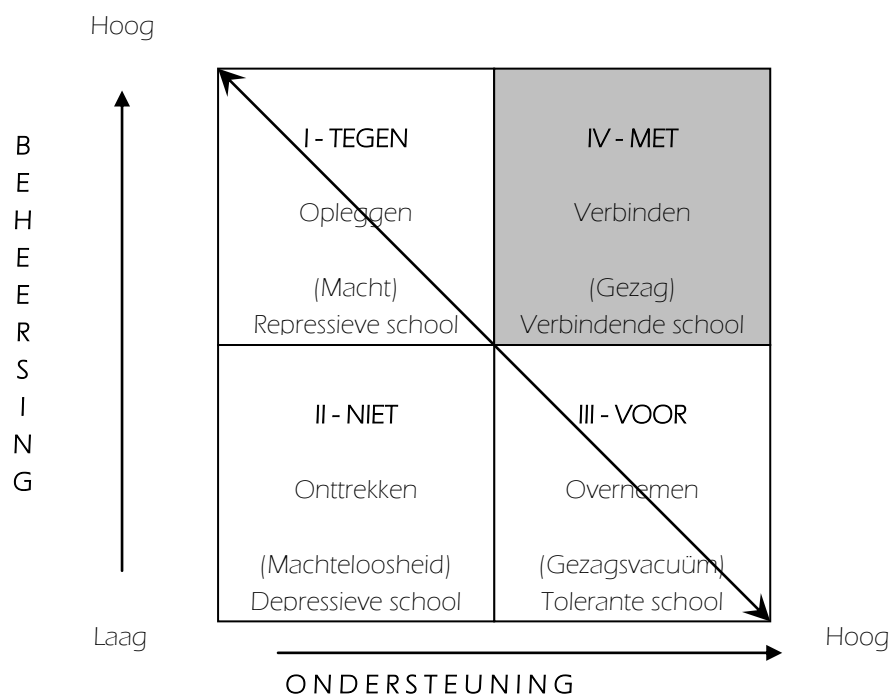 Hoog
BEHEERSING
I - TEGEN
Opleggen
(Macht)
Repressieve school
IV - MET
Verbinden
(Gezag)
Verbindende school
II - NIET
Onttrekken
(Machteloosheid)
Depressieve school
III - VOOR
Overnemen
(Gezagsvacuüm)
Tolerante school
Laag
Hoog
ONDERSTEUNING